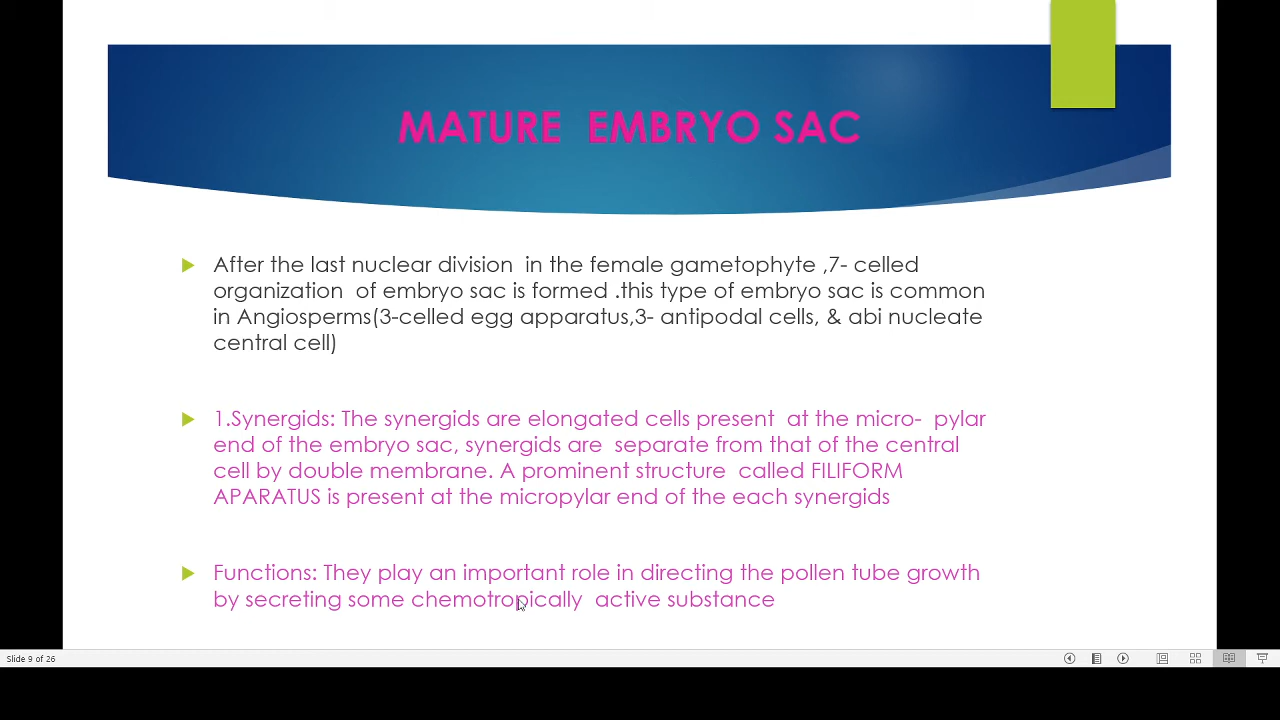 MATURE EMBRYO SAC
After the last nuclear division in the female gametophyte ,7- celled
organization of embryo sac is formed .this type of embryo sac is common
in Angiosperms(3-celled egg apparatus,3- antipodal cells, & abi nucleate
central cell)
1.Synergids: The synergids are elongated cells present at the micro- pylar
end of the embryo sac, synergids are separate from that of the central
cell by double membrane. A prominent structure called FILIFORM
APARATUS is present at the micropylar end of the each synergids
Functions: They play an important role in directing the pollen tube growth
by secreting some chemotropically active substance
Slide 9 of 26